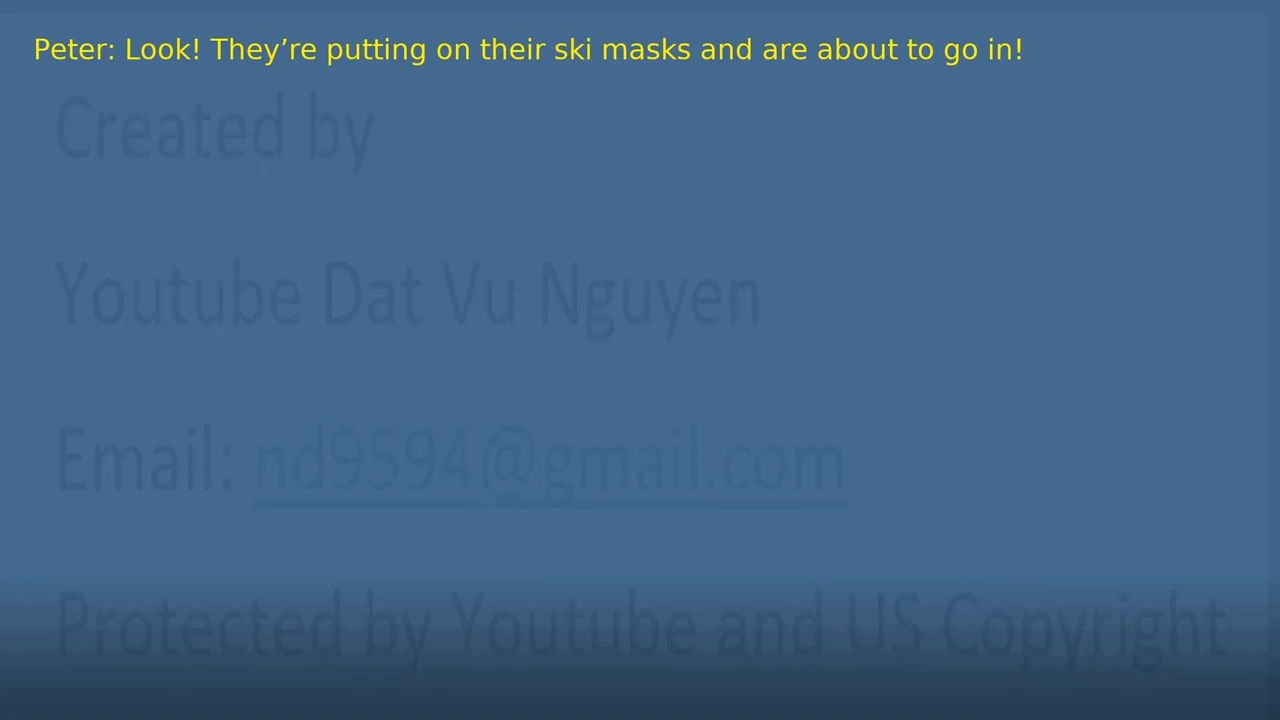 Peter: Look! They’re putting on their ski masks and are about to go in!
Created by
Youtube Dat Vu Nguyen
Email: nd9594@gmail.com
Protected by Youtube and US Copyright